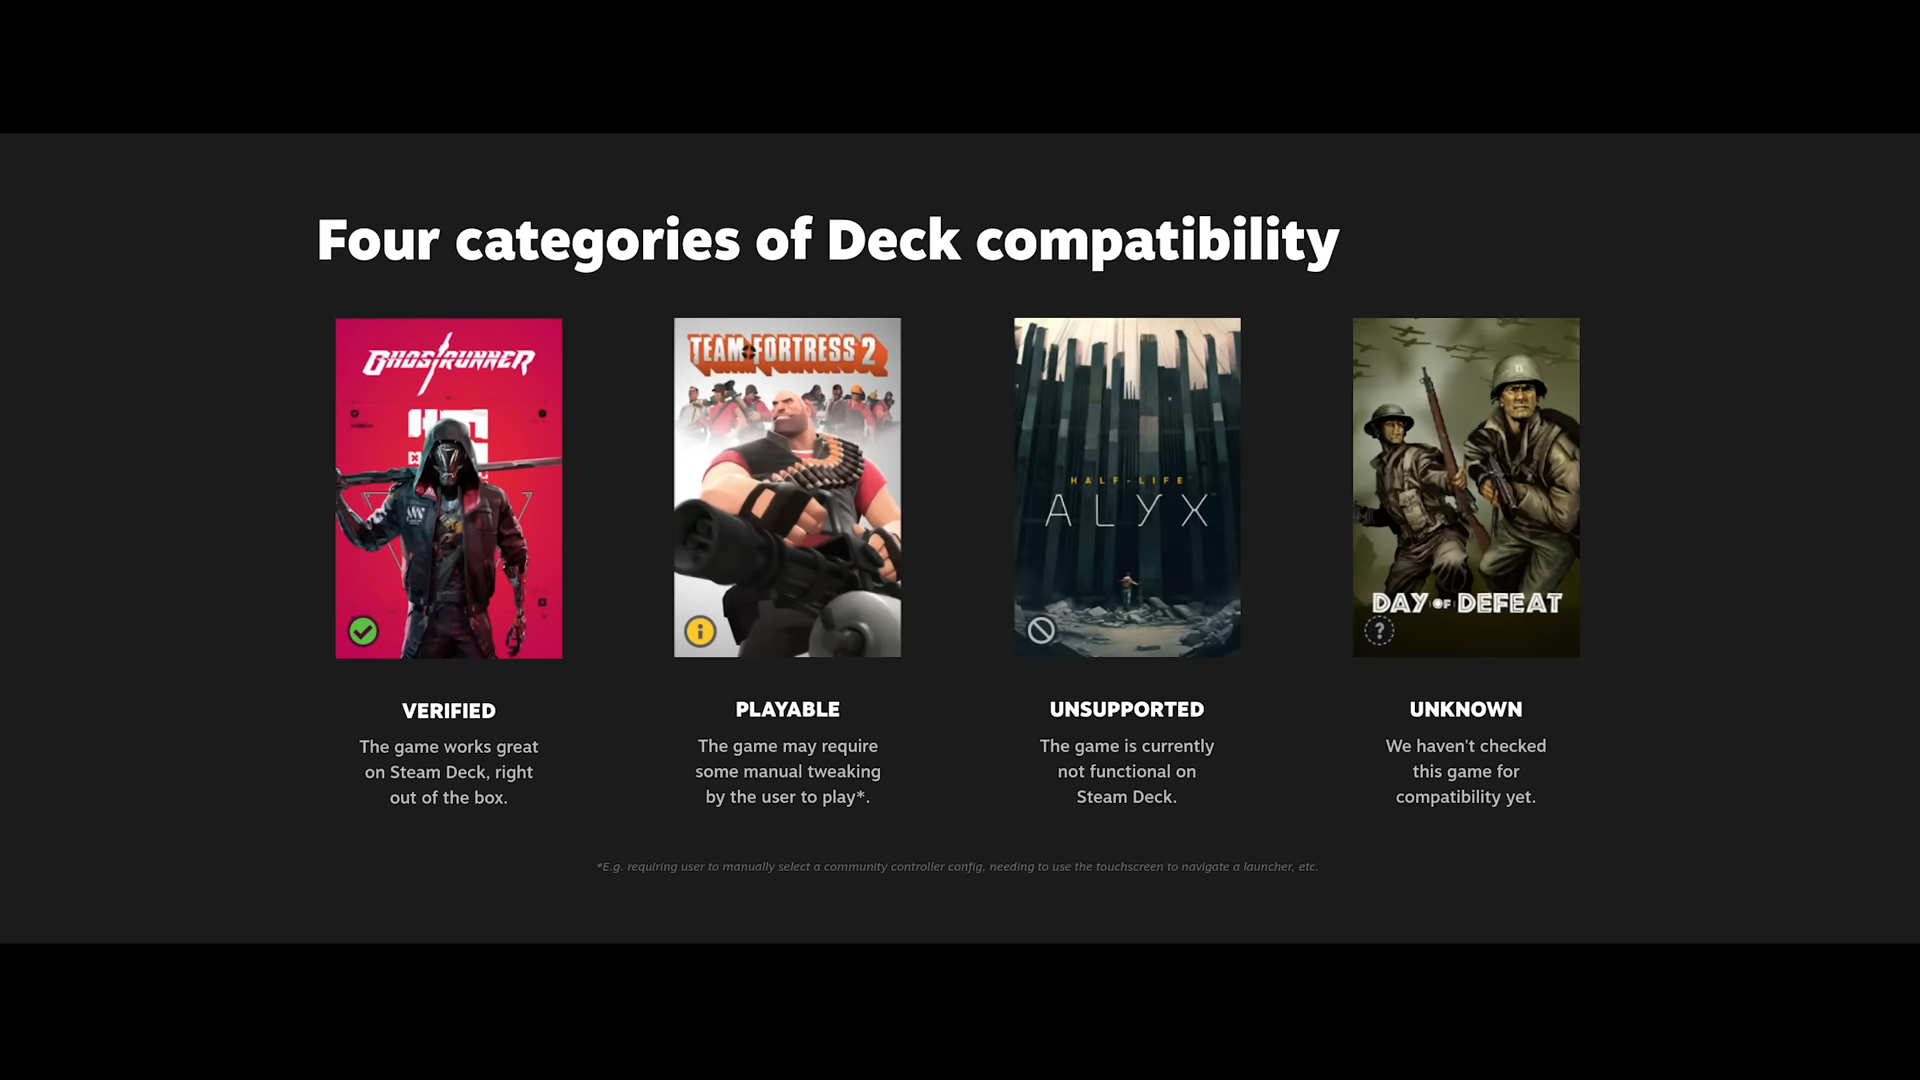 Four categories of Deck compatibility
GHOSTRUNNER
TEAM FORTRESS 2
HALF-LIFE
ALYX
DAY OF DEFEAT
?
VERIFIED
The game works great
on Steam Deck, right
out of the box.
PLAYABLE
The game may require
some manual tweaking
by the user to play*.
UNSUPPORTED
The game is currently
not functional on
Steam Deck.
UNKNOWN
We haven't checked
this game for
compatibility yet.
*E.g. requiring user to manually select a community controller config, needing to use the touchscreen to navigate a launcher, etc.